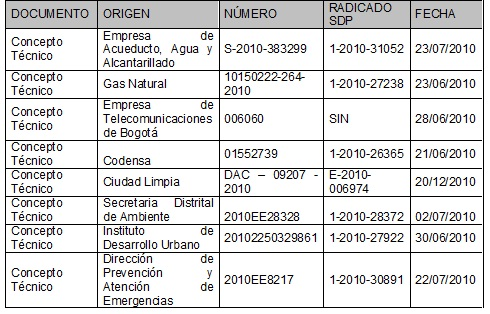 DOCUMENTO ORIGEN NÚMERO RADICADO SDP FECHA
Concepto Técnico Empresa de Acueducto, Agua y Alcantarillado S-2010-383299 1-2010-31052 23/07/2010
Concepto Técnico Gas Natural 10150222-264-2010 1-2010-27238 23/06/2010
Concepto Técnico Empresa de Telecomunicaciones de Bogotá 006060 SIN 28/06/2010
Concepto Técnico Codensa 01552739 1-2010-26365 21/06/2010
Concepto Técnico Ciudad Limpia DAC – 09207 - 2010 E-2010-006974 20/12/2010
Concepto Técnico Secretaria Distrital de Ambiente 2010EE28328 1-2010-28372 02/07/2010
Concepto Técnico Instituto de Desarrollo Urbano 20102250329861 1-2010-27922 30/06/2010
Concepto Técnico Dirección de Prevención y Atención de Emergencias 2010EE8217 1-2010-30891 22/07/2010